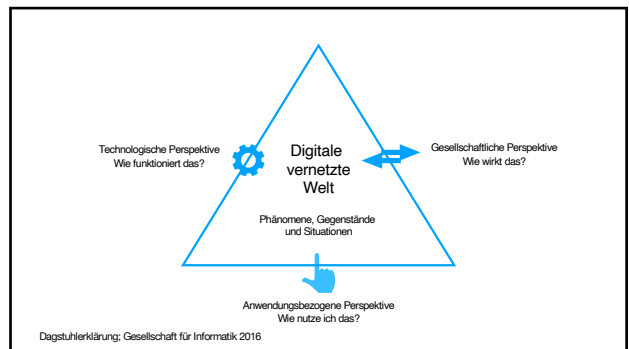 Technologische Perspektive
Wie funktioniert das?
Digitale
vernetzte
Welt
Gesellschaftliche Perspektive
Wie wirkt das?
Phänomene, Gegenstände
und Situationen
Anwendungsbezogene Perspektive
Wie nutze ich das?
Dagstuhlerklärung; Gesellschaft für Informatik 2016